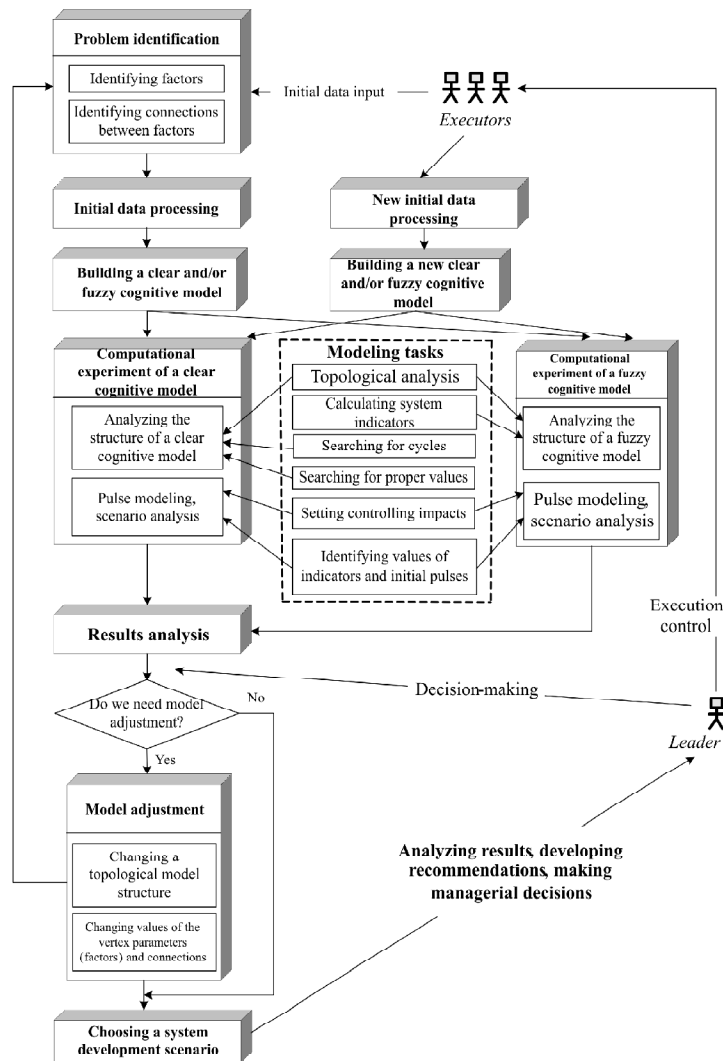 Problem identification
Identifying factors
Identifying connections
between factors
Initial data input
Executors
Initial data processing
New initial data
processing
Building a clear and/or
fuzzy cognitive model
Building a new clear
and/or fuzzy cognitive
model
Computational
experiment of a clear
cognitive model
Analyzing the
structure of a clear
cognitive model
Pulse modeling,
scenario analysis
Modeling tasks
Topological analysis
Calculating system
indicators
Searching for cycles
Searching for proper values
Setting controlling impacts
Identifying values of
indicators and initial pulses
Computational
experiment of a fuzzy
cognitive model
Analyzing the
structure of a fuzzy
cognitive model
Pulse modeling,
scenario analysis
Execution
control
Results analysis
Decision-making
Leader
Do we need model
adjustment?
No
Yes
Model adjustment
Changing a
topological model
structure
Changing values of the
vertex parameters
(factors) and connections
Analyzing results, developing
recommendations, making
managerial decisions
Choosing a system
development scenario